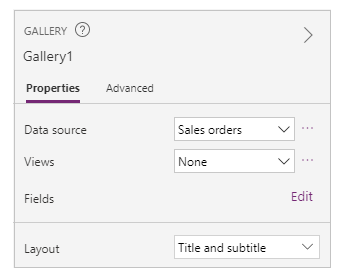 GALLERY ?
Gallery1
Properties Advanced
Data source Sales orders ...
Views None ...
Fields Edit
Layout Title and subtitle